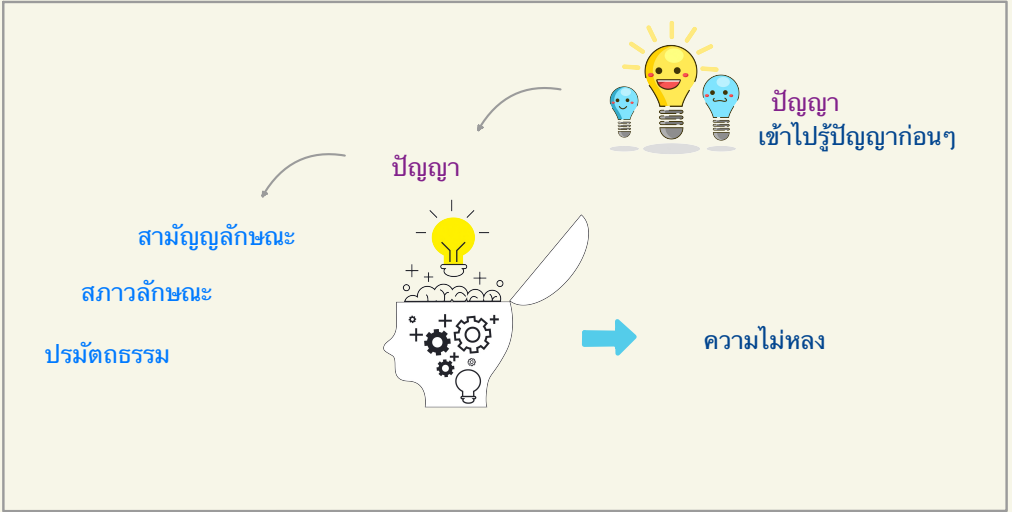 ปัญญา
เข้าไปรู้ปัญญาก่อนๆ
ปัญญา
สามัญญลักษณะ
สภาวลักษณะ
ปรมัตถธรรม
ความไม่หลง